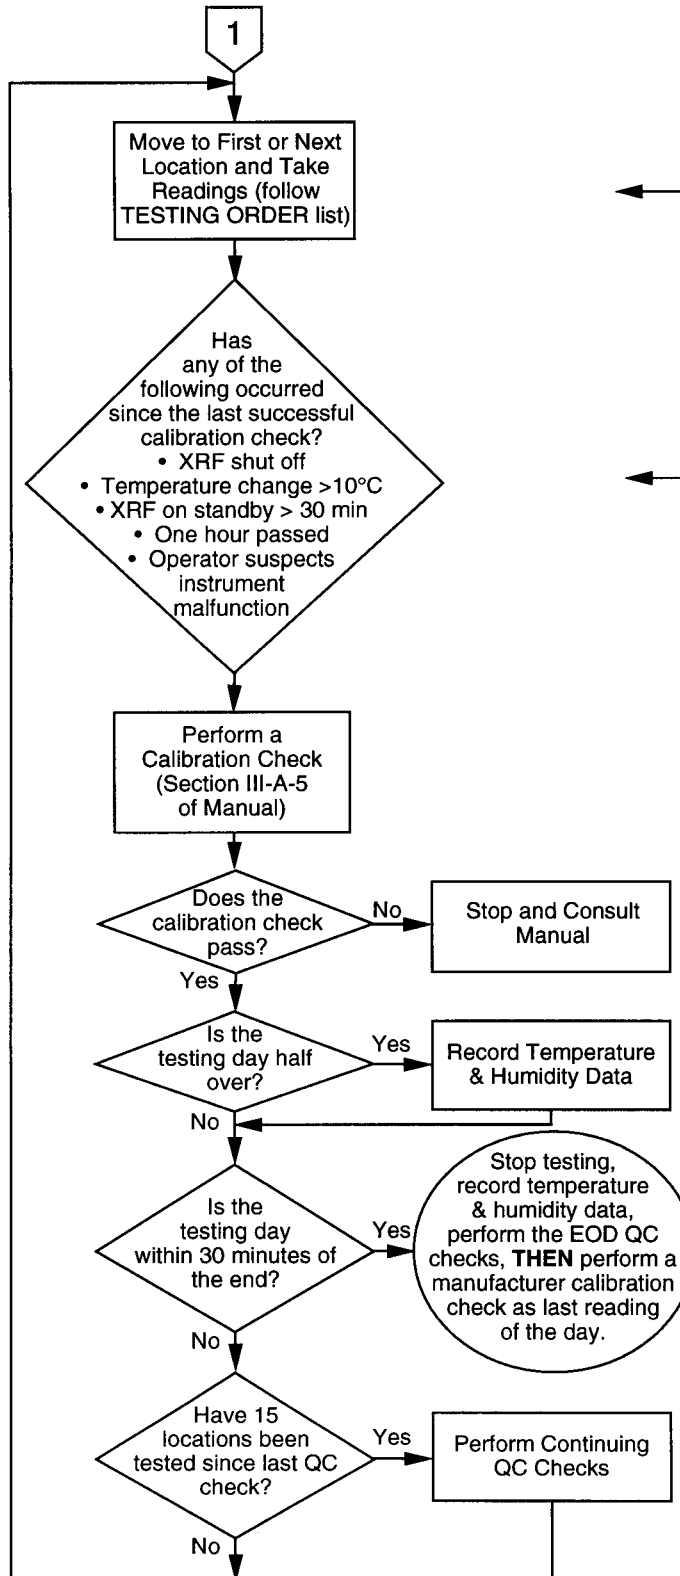 1
Move to First or Next
Location and Take
Readings (follow
TESTING ORDER list)
Has
any of the
following occurred
since the last successful
calibration check?
• XRF shut off
• Temperature change >10°C
• XRF on standby > 30 min
• One hour passed
• Operator suspects
instrument
malfunction
Perform a
Calibration Check
(Section III-A-5
of Manual)
Does the
calibration check
pass?
No
Stop and Consult
Manual
Yes
Is the
testing day half
over?
Yes
Record Temperature
& Humidity Data
No
Is the
testing day
within 30 minutes of
the end?
Yes
Stop testing,
record temperature
& humidity data,
perform the EOD QC
checks, THEN perform a
manufacturer calibration
check as last reading
of the day.
No
Have 15
locations been
tested since last QC
check?
Yes
Perform Continuing
QC Checks
No